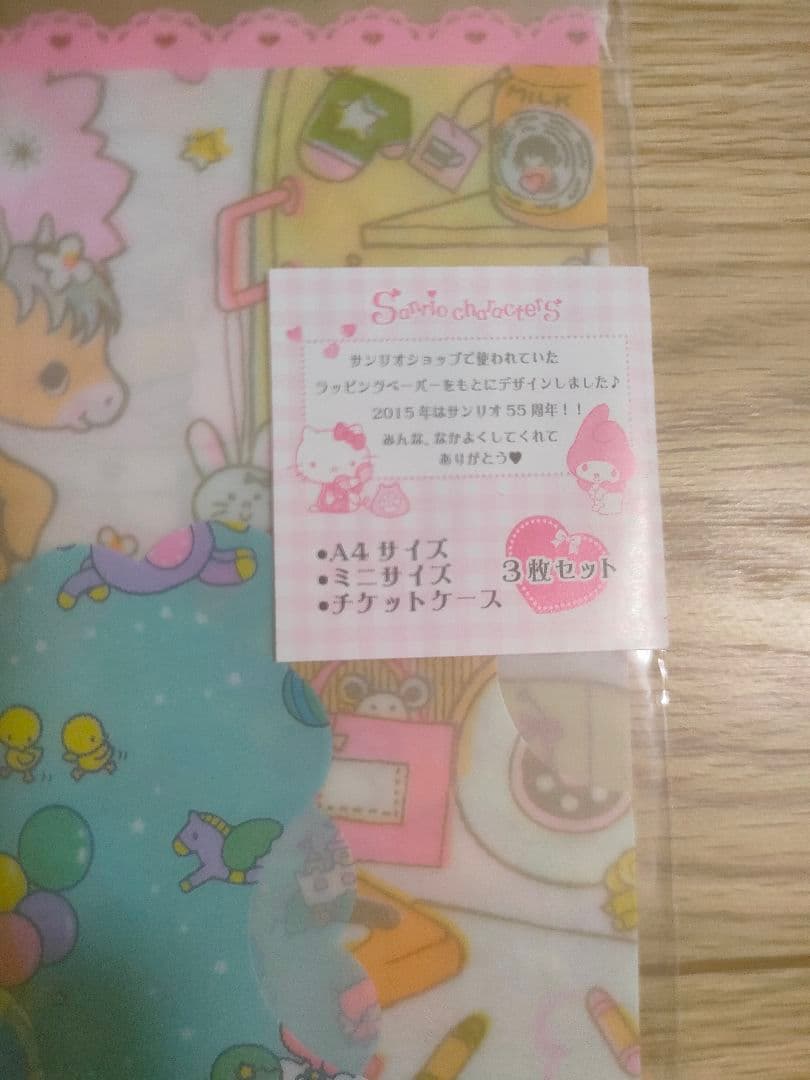 MILK
Sanrio characters
サンリオショップで使われていた
ラッピングペーパーをもとにデザインしました♪
2015年はサンリオ55周年！！
みんな、なかよくしてくれて
ありがとう♥
●A4サイズ
●ミニサイズ
●チケットケース
3枚セット